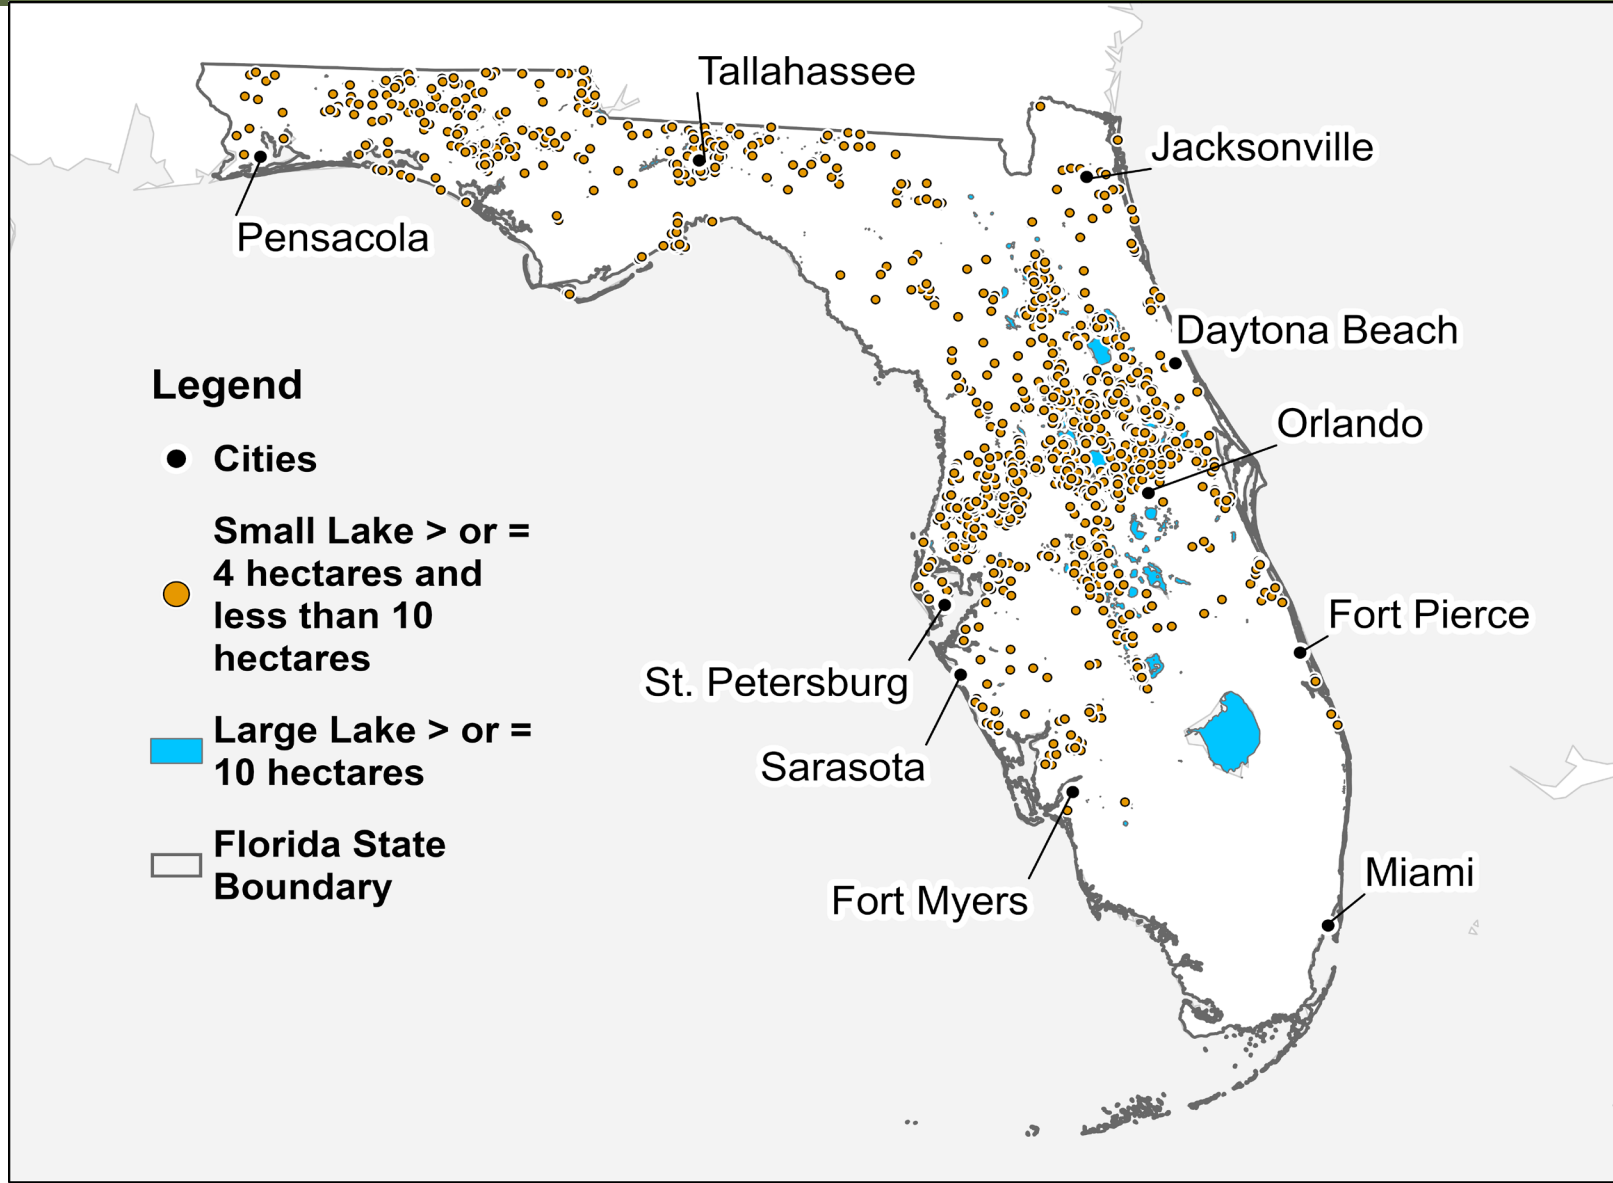 Tallahassee
Jacksonville
Pensacola
Daytona Beach
Legend
Orlando
Cities
Small Lake > or =
4 hectares and
less than 10
hectares
Fort Pierce
St. Petersburg
Large Lake > or =
10 hectares
Sarasota
Florida State
Boundary
Miami
Fort Myers